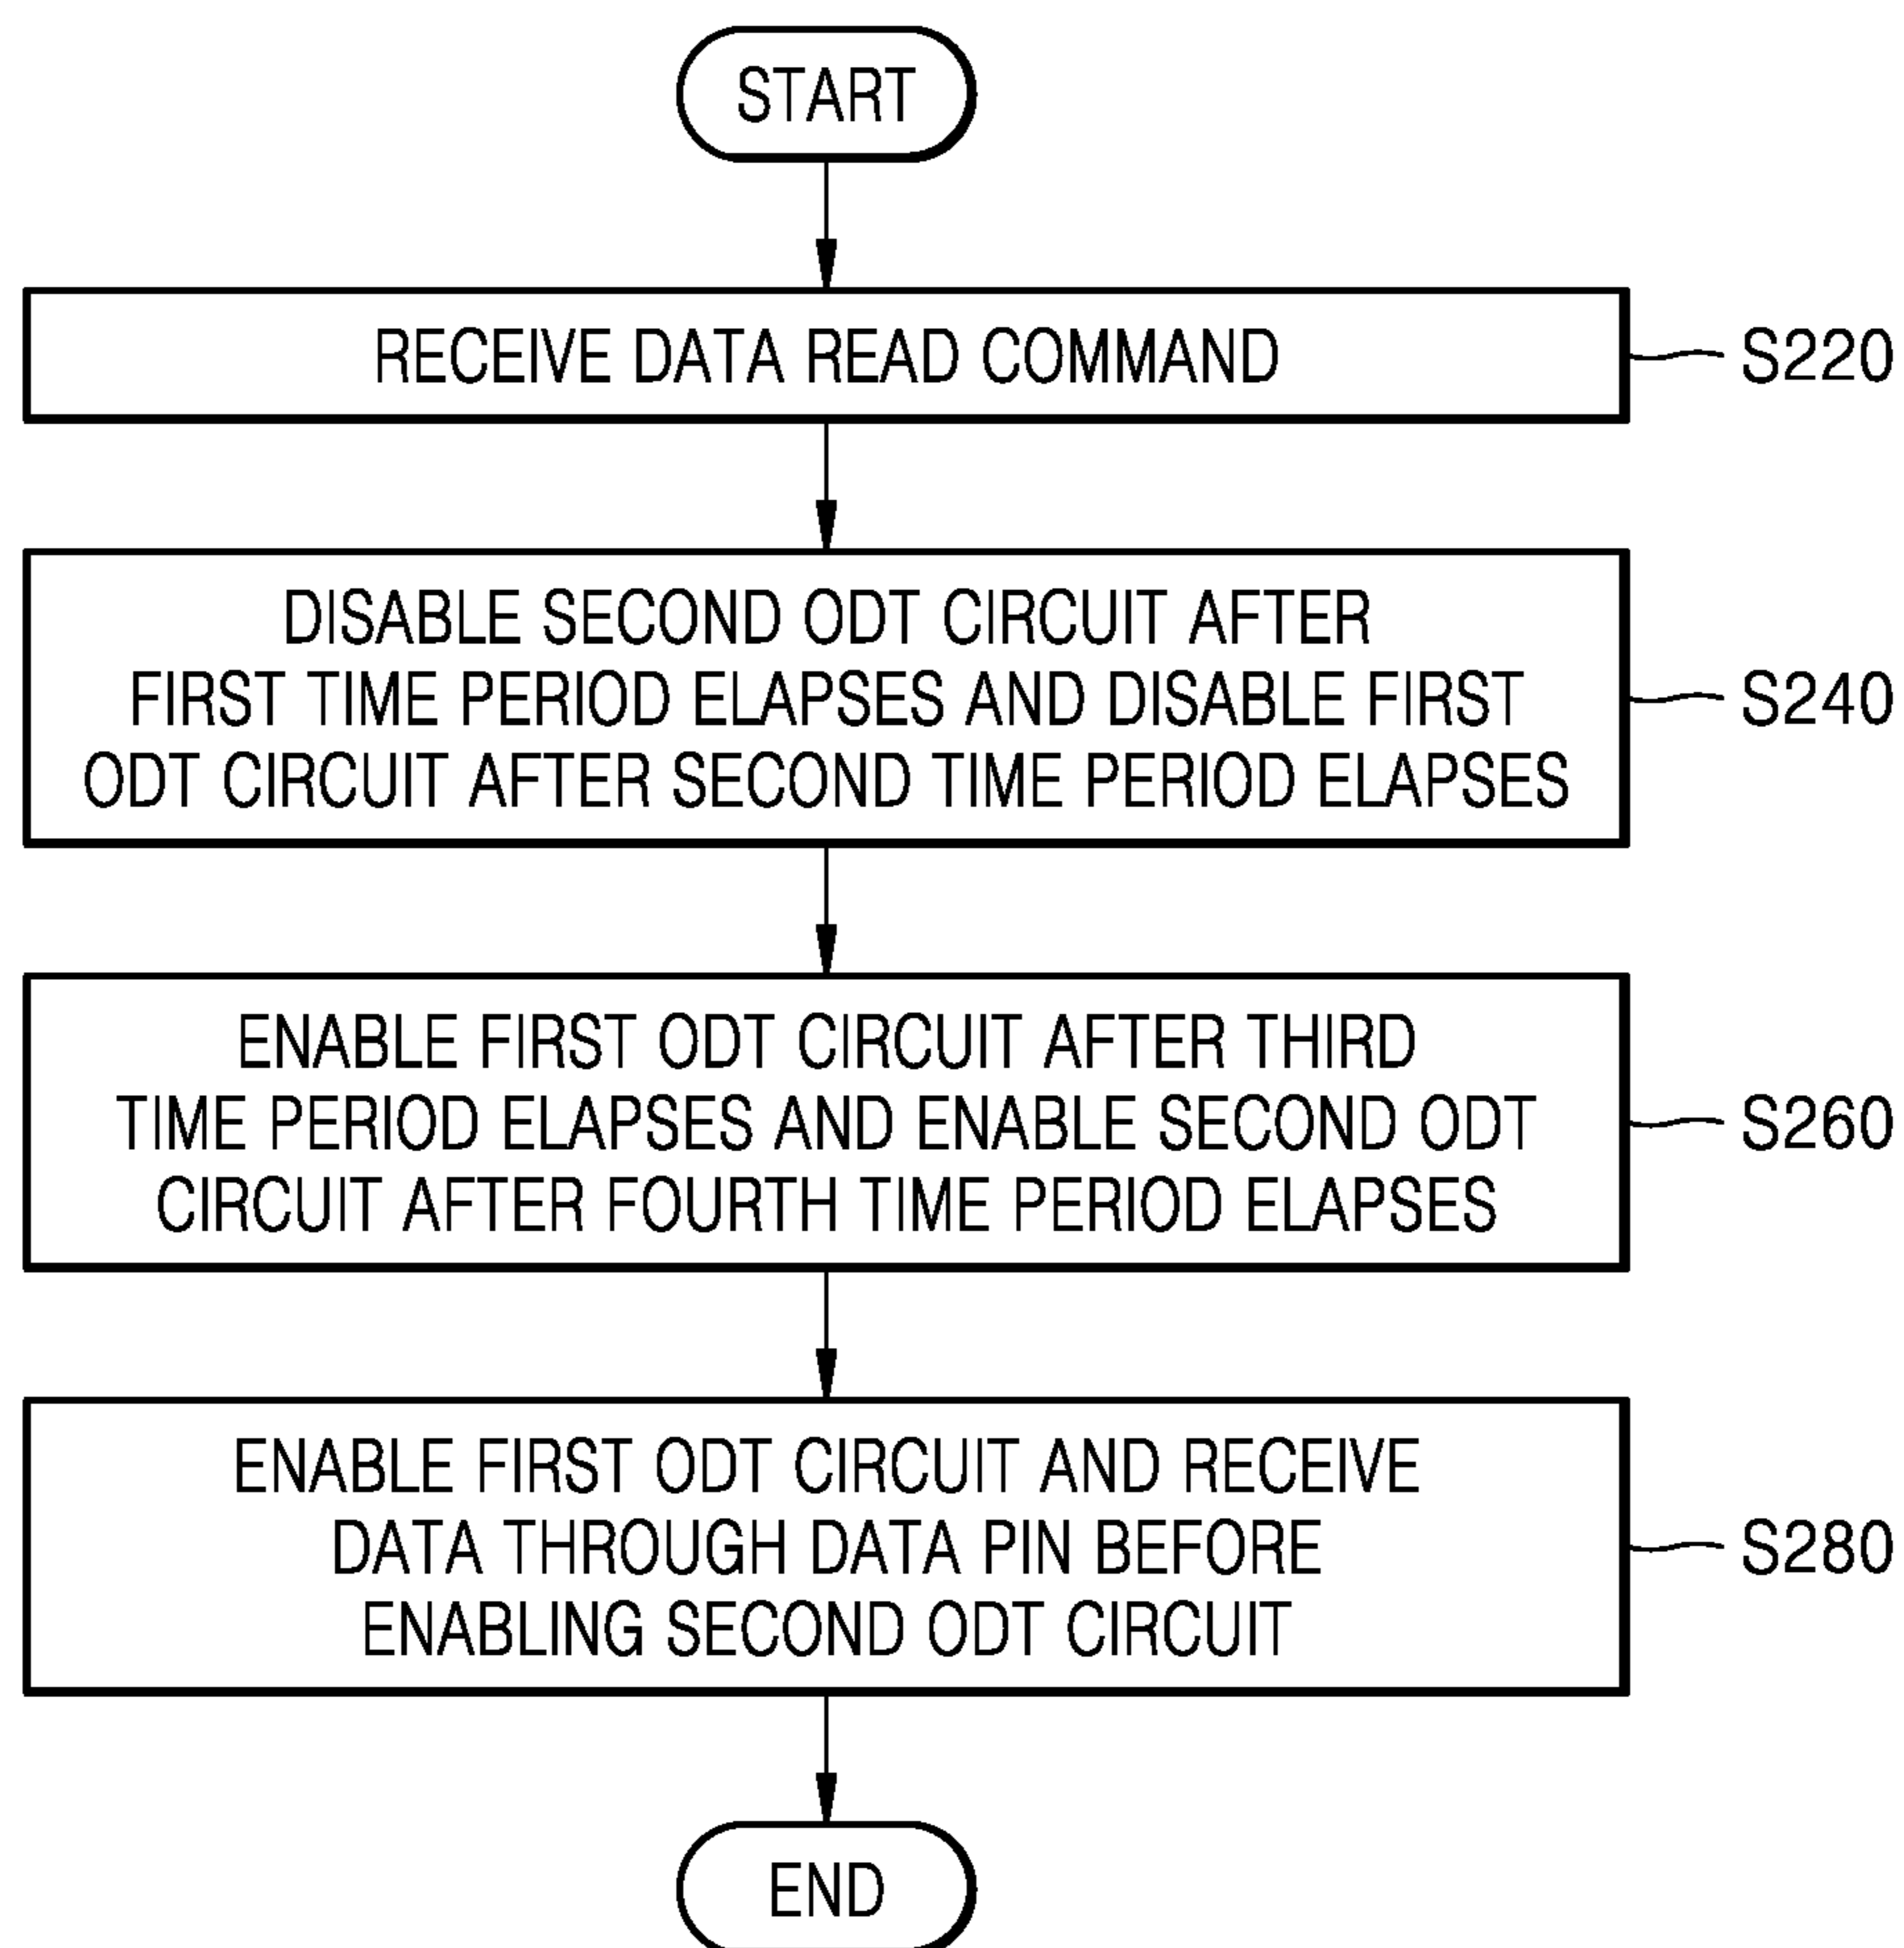 START
RECEIVE DATA READ COMMAND
S220
DISABLE SECOND ODT CIRCUIT AFTER
FIRST TIME PERIOD ELAPSES AND DISABLE FIRST
ODT CIRCUIT AFTER SECOND TIME PERIOD ELAPSES
S240
ENABLE FIRST ODT CIRCUIT AFTER THIRD
TIME PERIOD ELAPSES AND ENABLE SECOND ODT
CIRCUIT AFTER FOURTH TIME PERIOD ELAPSES
S260
ENABLE FIRST ODT CIRCUIT AND RECEIVE
DATA THROUGH DATA PIN BEFORE
ENABLING SECOND ODT CIRCUIT
S280
END